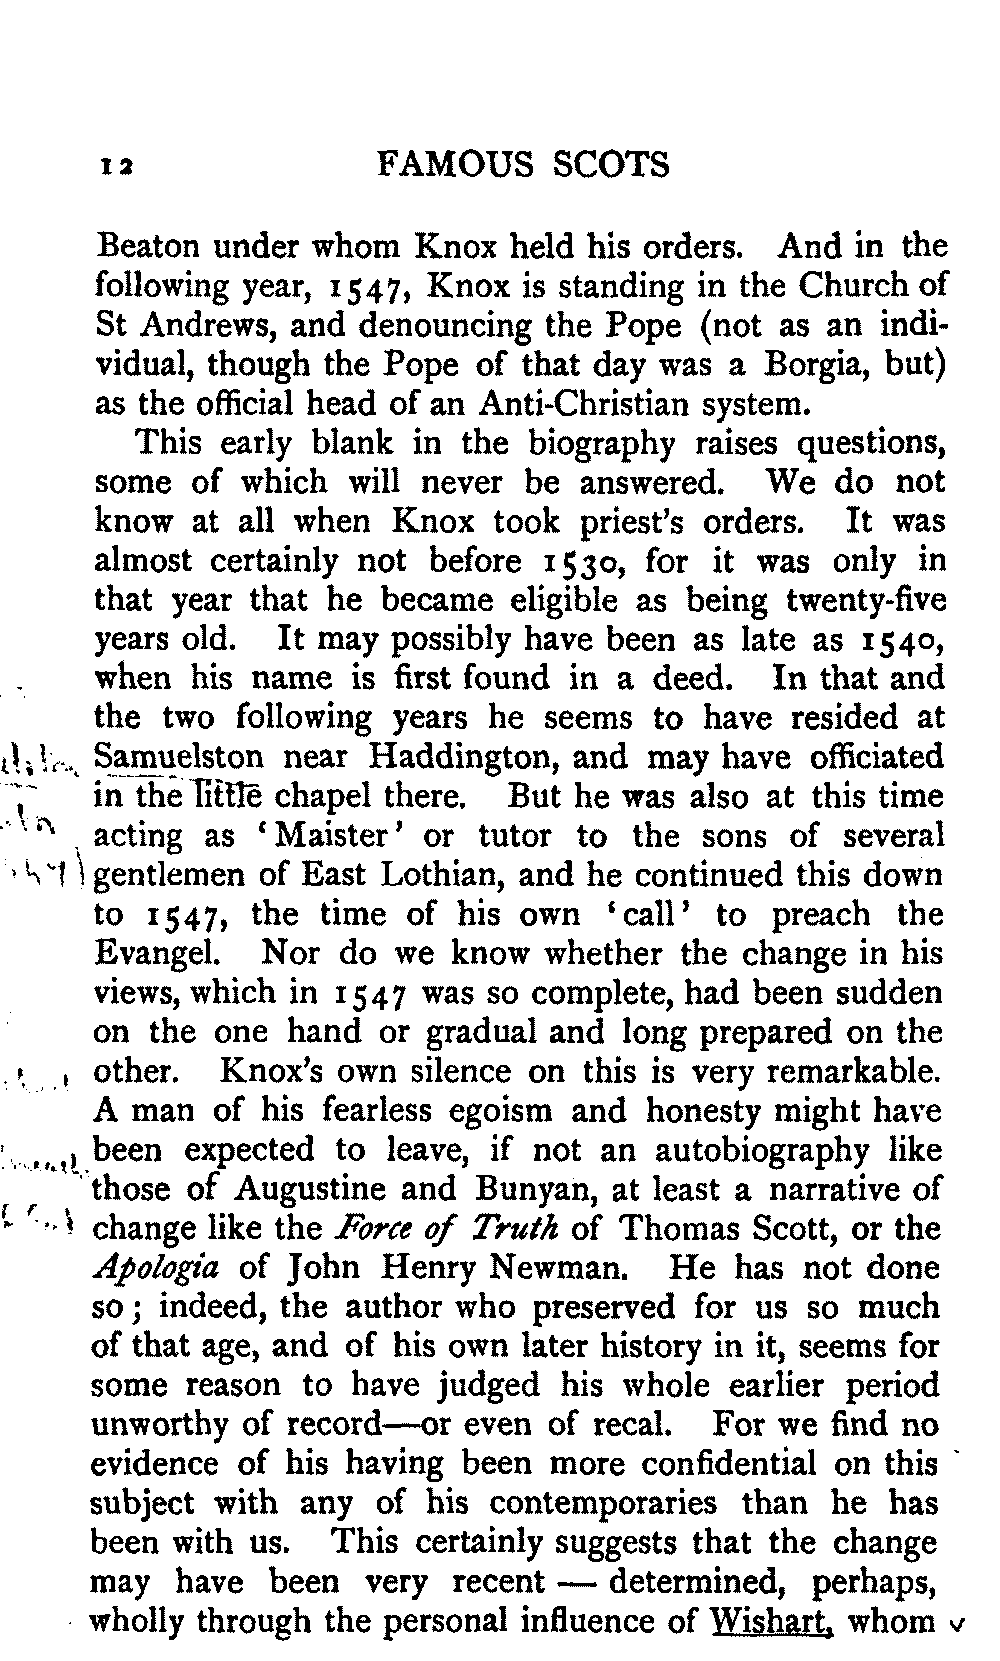 12 FAMOUS SCOTS
Beaton under whom Knox held his orders. And in the
following year, 1547, Knox is standing in the Church of
St Andrews, and denouncing the Pope (not as an indi-
vidual, though the Pope of that day was a Borgia, but)
as the official head of an Anti-Christian system.
This early blank in the biography raises questions,
some of which will never be answered. We do not
know at all when Knox took priest's orders. It was
almost certainly not before 1530, for it was only in
that year that he became eligible as being twenty-five
years old. It may possibly have been as late as 1540,
when his name is first found in a deed. In that and
the two following years he seems to have resided at
Samuelston near Haddington, and may have officiated
in the little chapel there. But he was also at this time
acting as ‘Maister’ or tutor to the sons of several
gentlemen of East Lothian, and he continued this down
to 1547, the time of his own ‘call’ to preach the
Evangel. Nor do we know whether the change in his
views, which in 1547 was so complete, had been sudden
on the one hand or gradual and long prepared on the
other. Knox's own silence on this is very remarkable.
A man of his fearless egoism and honesty might have
been expected to leave, if not an autobiography like
those of Augustine and Bunyan, at least a narrative of
change like the Force of Truth of Thomas Scott, or the
Apologia of John Henry Newman. He has not done
so; indeed, the author who preserved for us so much
of that age, and of his own later history in it, seems for
some reason to have judged his whole earlier period
unworthy of record—or even of recal. For we find no
evidence of his having been more confidential on this
subject with any of his contemporaries than he has
been with us. This certainly suggests that the change
may have been very recent — determined, perhaps,
wholly through the personal influence of Wishart, whom